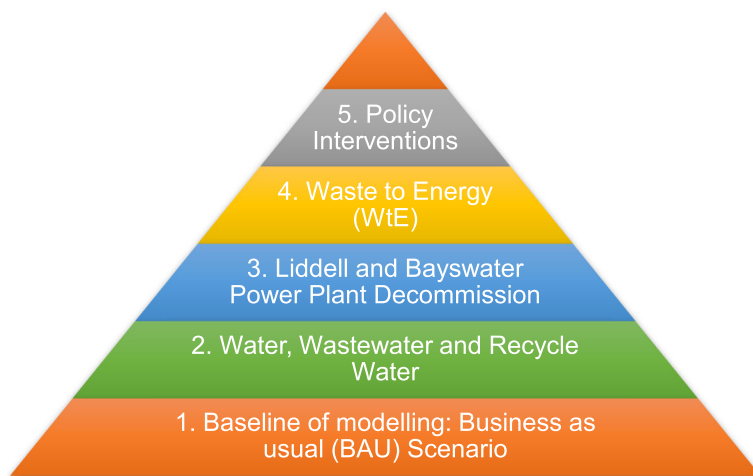 5. Policy
Interventions
4. Waste to Energy
(WtE)
3. Liddell and Bayswater
Power Plant Decommission
2. Water, Wastewater and Recycle
Water
1. Baseline of modelling: Business as
usual (BAU) Scenario